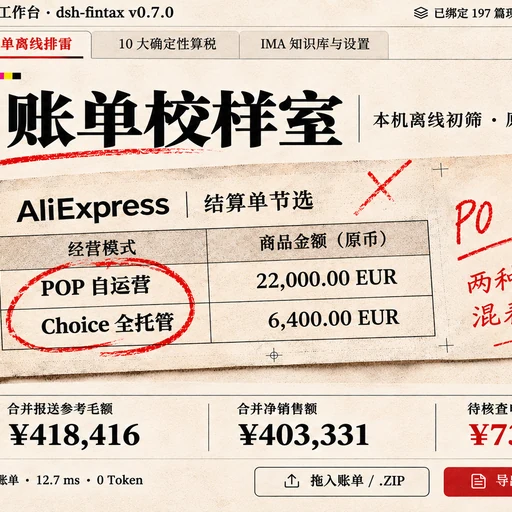 工作台 · dsh-fintax v0.7.0
已绑定 197 篇
单离线排雷
10 大确定性算税
IMA 知识库与设置
账单校样室
本机离线初筛 ·
AliExpress
结算单节选
经营模式
商品金额（原币）
POP 自运营
22,000.00 EUR
Choice 全托管
6,400.00 EUR
PO
两种
混
合并报送参考毛额
合并净销售额
待核查
¥418,416
¥403,331
¥73
账单 · 12.7 ms · 0 Token
拖入账单 / .ZIP
导